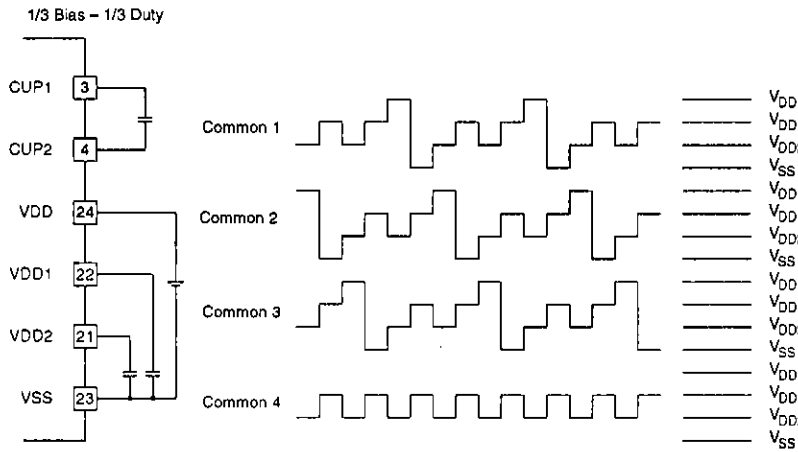 1/3 Bias – 1/3 Duty
CUP1 3
CUP2 4
VDD 24
VDD1 22
VDD2 21
VSS 23
Common 1
VDD
VDD
VDD
VSS
Common 2
VDD
VDD
VDD
VSS
Common 3
VDD
VDD
VDD
VSS
Common 4
VDD
VDD
VDD
VSS